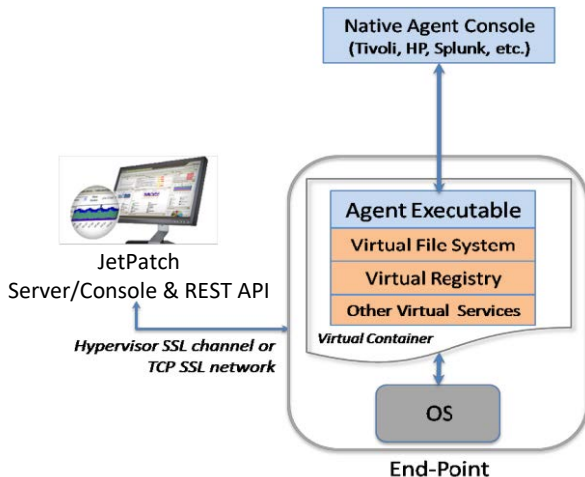 Native Agent Console
(Tivoli, HP, Splunk, etc.)
Agent Executable
Virtual File System
Virtual Registry
Other Virtual Services
Virtual Container
JetPatch
Server/Console & REST API
Hypervisor SSL channel or
TCP SSL network
OS
End-Point